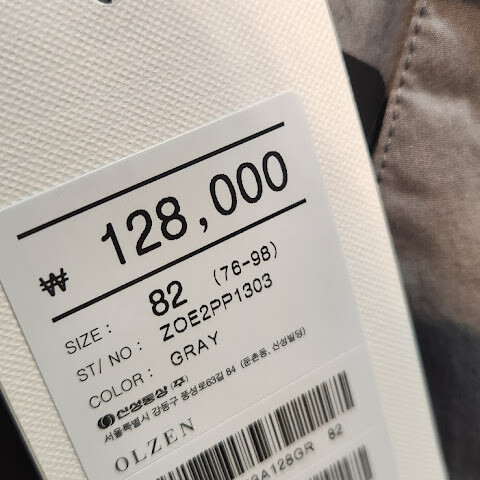 ₩ 128,000
SIZE : 82 (76-98)
ST/ NO : ZOE2PP1303
COLOR : GRAY
신성통상 (주)
서울특별시 강동구 풍성로63길 84 (둔촌동, 신성빌딩)
OLZEN
3A128GR 82